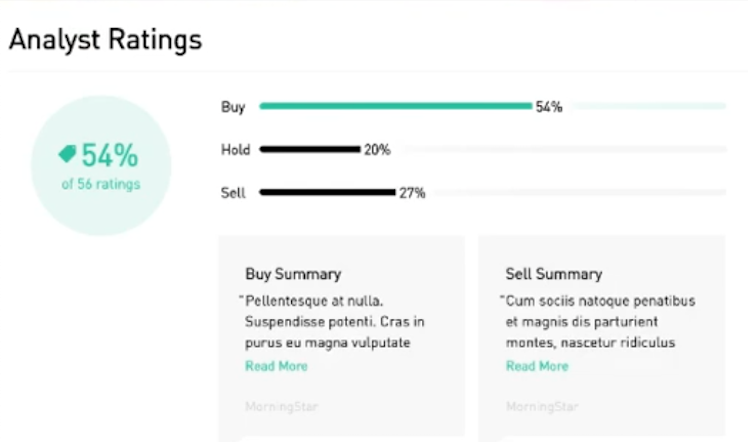 Analyst Ratings
54%
of 56 ratings
Buy 54%
Hold 20%
Sell 27%
Buy Summary
"Pellentesque at nulla.
Suspendisse potenti. Cras in
purus eu magna vulputate
Read More
MorningStar
Sell Summary
"Cum sociis natoque penatibus
et magnis dis parturient
montes, nascetur ridiculus
Read More
MorningStar